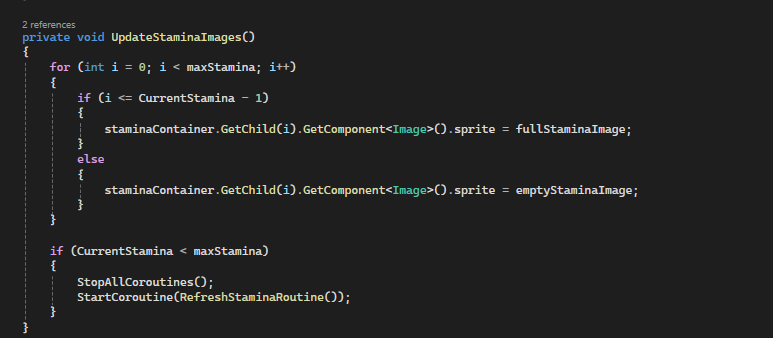 2 references
private void UpdateStaminaImages()
{
for (int i = 0; i < maxStamina; i++)
{
if (i <= CurrentStamina - 1)
{
staminaContainer.GetChild(i).GetComponent<Image>().sprite = fullStaminaImage;
}
else
{
staminaContainer.GetChild(i).GetComponent<Image>().sprite = emptyStaminaImage;
}
}
if (CurrentStamina < maxStamina)
{
StopAllCoroutines();
StartCoroutine(RefreshStaminaRoutine());
}
}